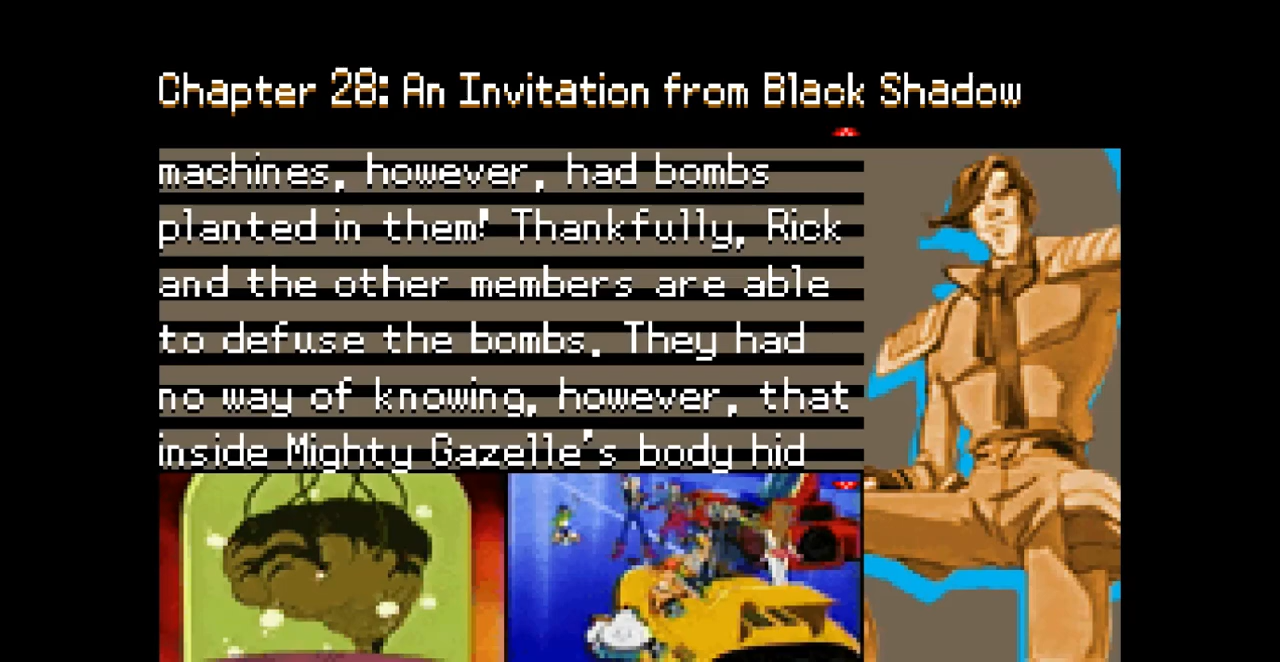 Chapter 28: An Invitation from Black Shadow
machines, however, had bombs
planted in them! Thankfully, Rick
and the other members are able
to defuse the bombs. They had
no way of knowing, however, that
inside Mighty Gazelle's body hid